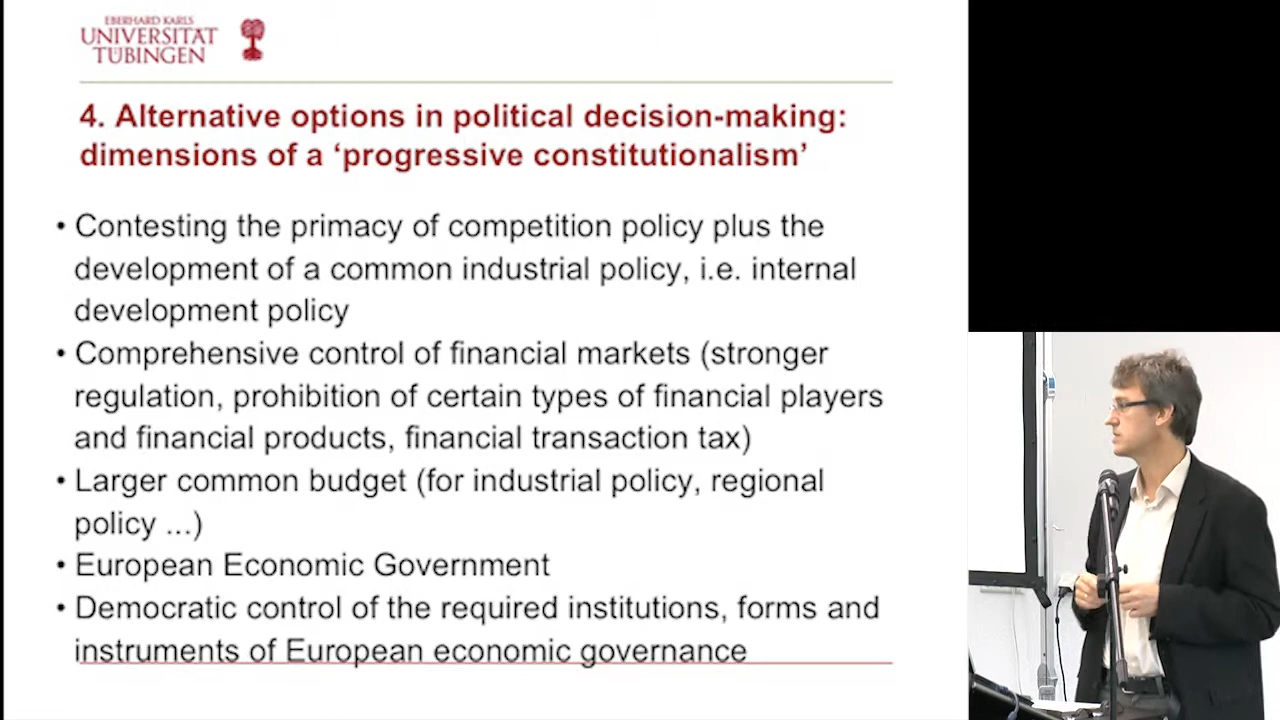 EBERHARD KARLS
UNIVERSITÄT
TÜBINGEN
4. Alternative options in political decision-making:
dimensions of a ‘progressive constitutionalism’
• Contesting the primacy of competition policy plus the
development of a common industrial policy, i.e. internal
development policy
• Comprehensive control of financial markets (stronger
regulation, prohibition of certain types of financial players
and financial products, financial transaction tax)
• Larger common budget (for industrial policy, regional
policy ...)
• European Economic Government
• Democratic control of the required institutions, forms and
instruments of European economic governance